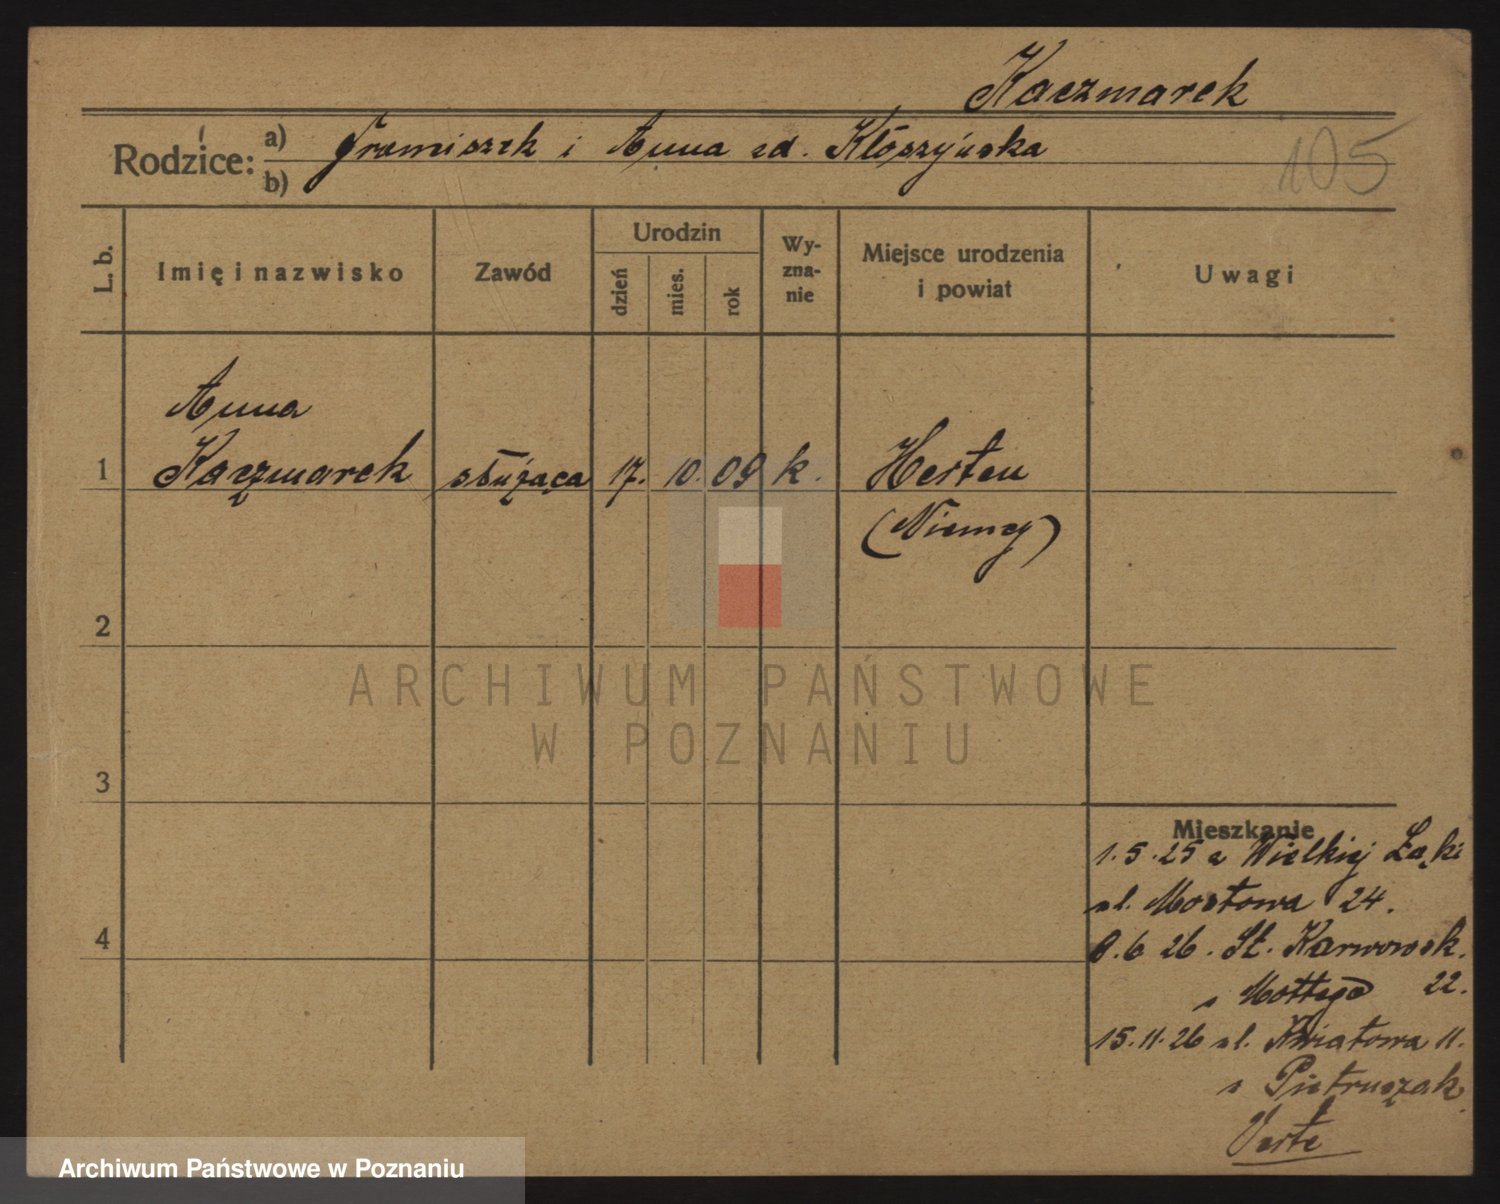 Kaczmarek
105
Rodzice: a) Franciszek i Anna zd. Kłoszyńska
b)
L. b.
Imię i nazwisko
Zawód
Urodzin
dzień
mies.
rok
Wy-
zna-
nie
Miejsce urodzenia
i powiat
Uwagi
Anna
1 Kaczmarek służąca 17. 10. 09 k. Herten
(Niemcy)
2
3
4
Mieszkanie
1.5.25 z Wielkiej Łąki
ul. Mostowa 24.
8.6 26. St. Karwowsk.
22.
15.11.26 ul. Kwiatowa 11.
Pietruszak
Verte
ARCHIWUM PAŃSTWOWE
W POZNANIU
Archiwum Państwowe w Poznaniu